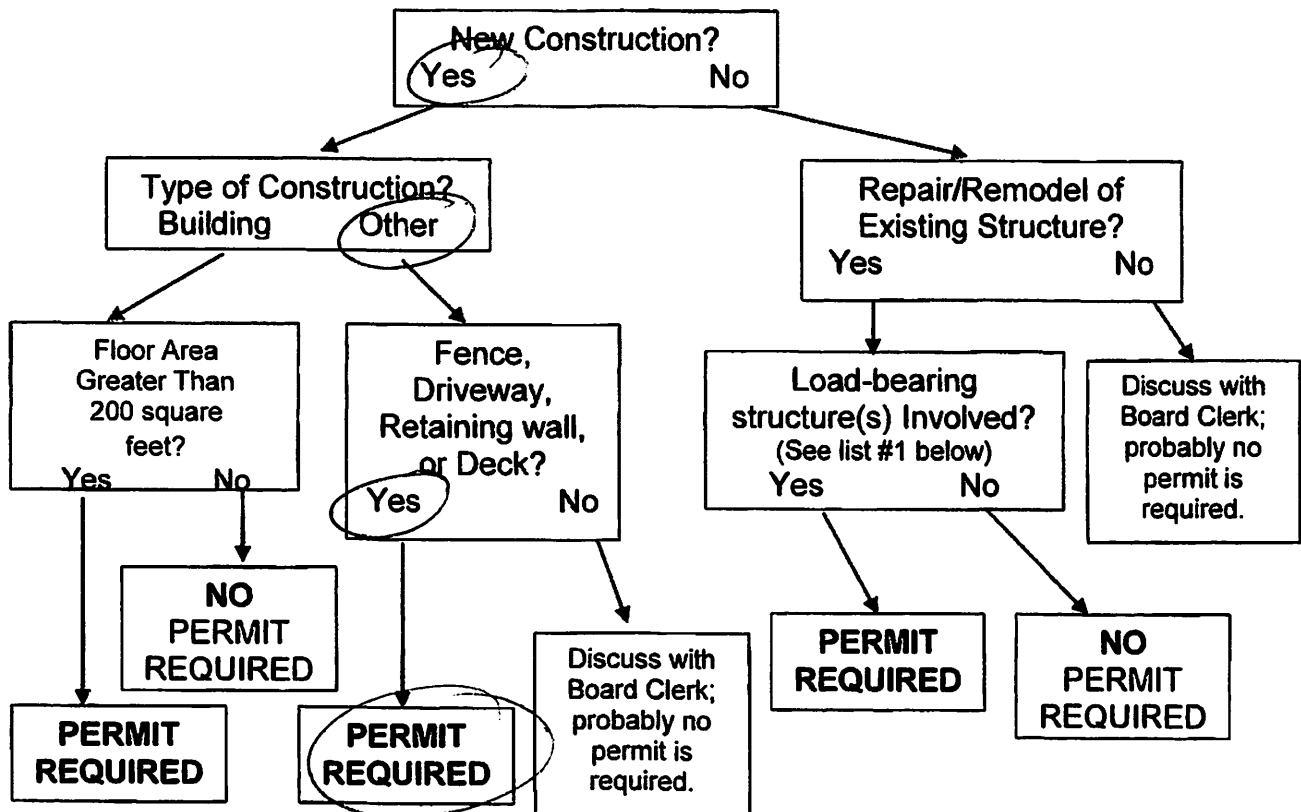 New Construction?
Yes No
Type of Construction?
Building Other
Repair/Remodel of
Existing Structure?
Yes No
Floor Area
Greater Than
200 square
feet?
Yes No
Fence,
Driveway,
Retaining wall,
or Deck?
Yes No
Load-bearing
structure(s) Involved?
(See list #1 below)
Yes No
Discuss with
Board Clerk;
probably no
permit is
required.
NO
PERMIT
REQUIRED
PERMIT
REQUIRED
PERMIT
REQUIRED
Discuss with
Board Clerk;
probably no
permit is
required.
PERMIT
REQUIRED
NO
PERMIT
REQUIRED